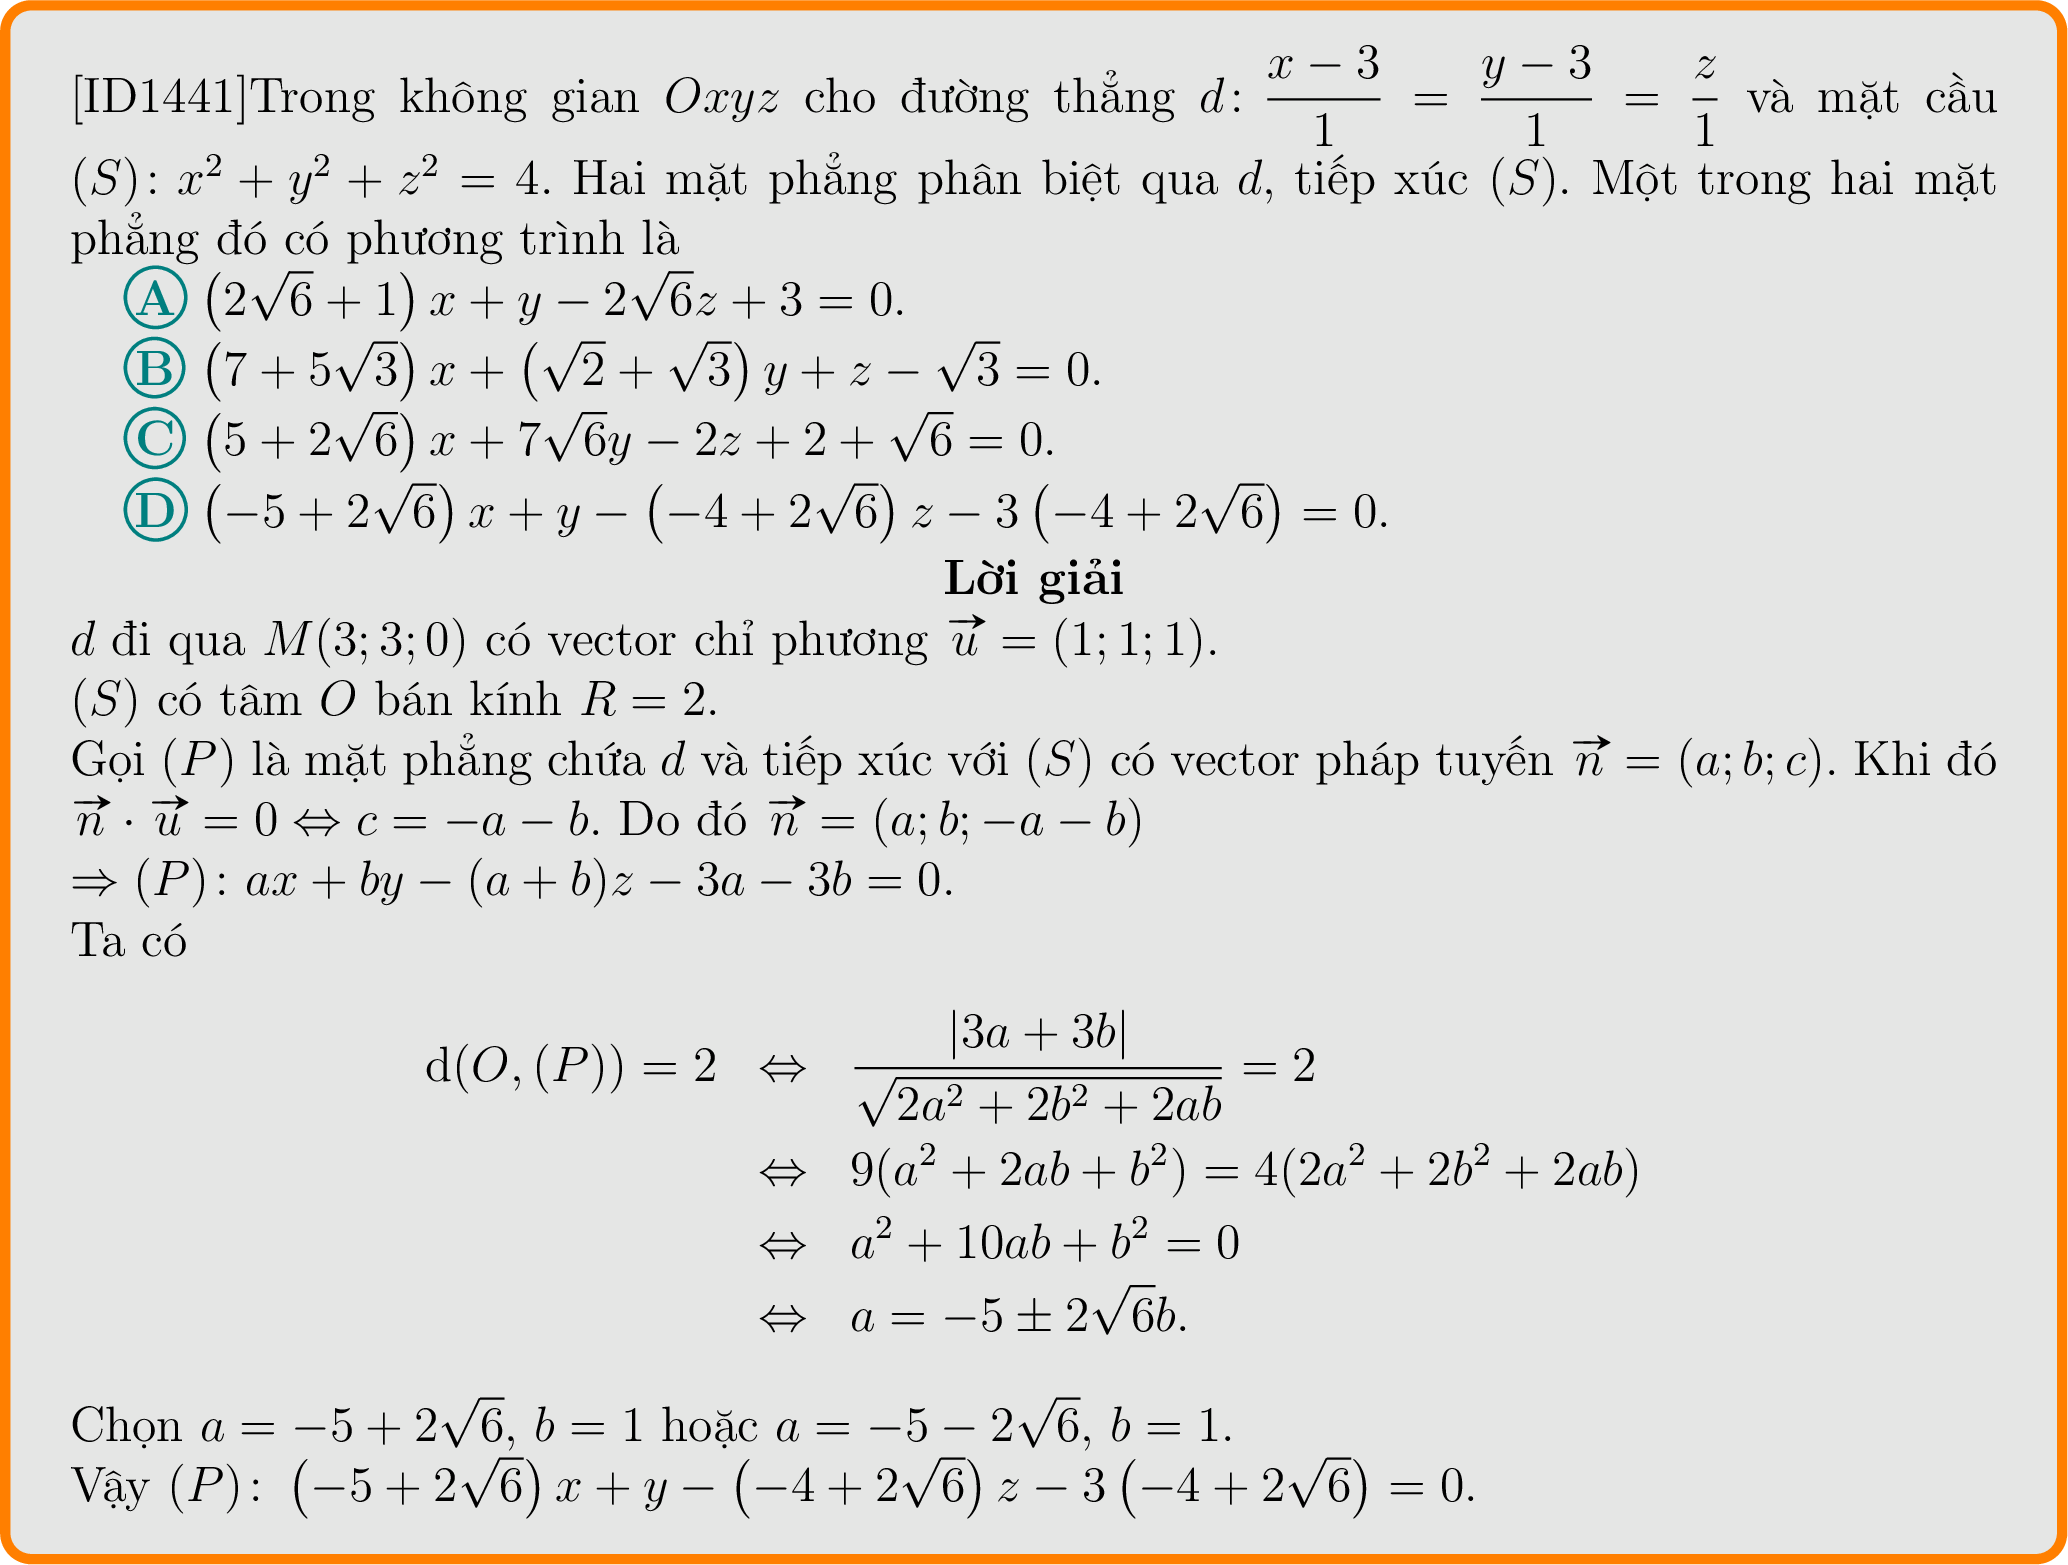 [ID1441]Trong không gian $Oxyz$ cho đường thẳng $d\colon \dfrac{x-3}{1} = \dfrac{y-3}{1} = \dfrac{z}{1}$ và mặt cầu
$(S)\colon x^2 + y^2 + z^2 = 4$. Hai mặt phẳng phân biệt qua $d$, tiếp xúc $(S)$. Một trong hai mặt
phẳng đó có phương trình là
(A) $\left(2\sqrt{6} + 1\right)x + y - 2\sqrt{6}z + 3 = 0$.
(B) $\left(7 + 5\sqrt{3}\right)x + \left(\sqrt{2} + \sqrt{3}\right)y + z - \sqrt{3} = 0$.
(C) $\left(5 + 2\sqrt{6}\right)x + 7\sqrt{6}y - 2z + 2 + \sqrt{6} = 0$.
(D) $\left(-5 + 2\sqrt{6}\right)x + y - \left(-4 + 2\sqrt{6}\right)z - 3\left(-4 + 2\sqrt{6}\right) = 0$.
Lời giải
$d$ đi qua $M(3;3;0)$ có vector chỉ phương $\overrightarrow{u} = (1;1;1)$.
$(S)$ có tâm $O$ bán kính $R = 2$.
Gọi $(P)$ là mặt phẳng chứa $d$ và tiếp xúc với $(S)$ có vector pháp tuyến $\overrightarrow{n} = (a;b;c)$. Khi đó
$\overrightarrow{n} \cdot \overrightarrow{u} = 0 \Leftrightarrow c = -a - b$. Do đó $\overrightarrow{n} = (a;b;-a-b)$
$\Rightarrow (P)\colon ax + by - (a+b)z - 3a - 3b = 0$.
Ta có
$\mathrm{d}(O,(P)) = 2 \Leftrightarrow \dfrac{|3a+3b|}{\sqrt{2a^2+2b^2+2ab}} = 2$
$\Leftrightarrow 9(a^2 + 2ab + b^2) = 4(2a^2 + 2b^2 + 2ab)$
$\Leftrightarrow a^2 + 10ab + b^2 = 0$
$\Leftrightarrow a = -5 \pm 2\sqrt{6}b$.
Chọn $a = -5 + 2\sqrt{6}$, $b = 1$ hoặc $a = -5 - 2\sqrt{6}$, $b = 1$.
Vậy $(P)\colon \left(-5 + 2\sqrt{6}\right)x + y - \left(-4 + 2\sqrt{6}\right)z - 3\left(-4 + 2\sqrt{6}\right) = 0$.